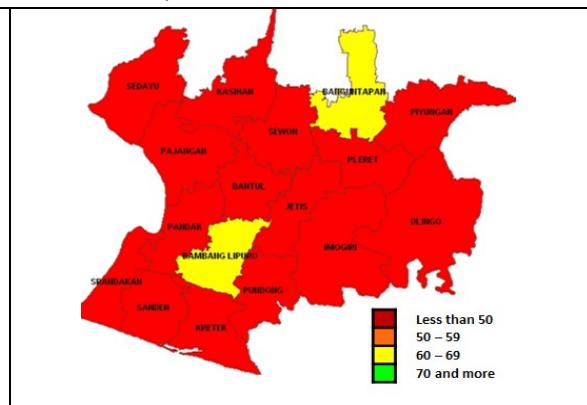 SEDAYU
KASIHAN
BANGUNTAPAN
PIYUNGAN
SEWON
PAJANGAN
PLERET
BANTUL
JETIS
PANDAK
DLINGO
IMOGIRI
BAMBANG LIPURO
SRANDAKAN
PUNDONG
SANDEN
KRETEK
Less than 50
50 – 59
60 – 69
70 and more